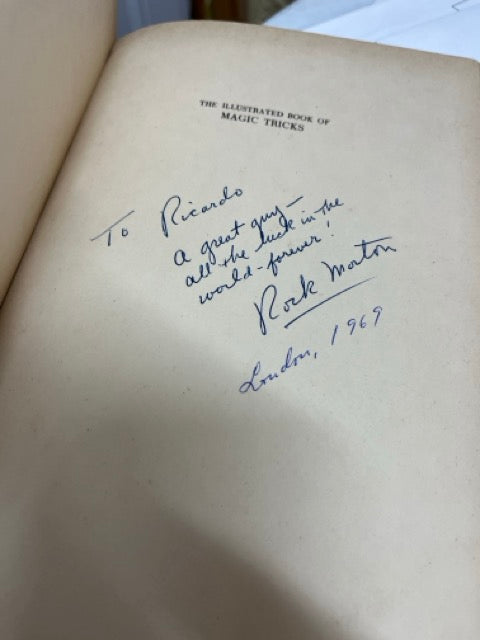 THE ILLUSTRATED BOOK OF
MAGIC TRICKS
To Ricardo
A great guy—
all the luck in the
world-forever!
Rock Morton
London, 1969